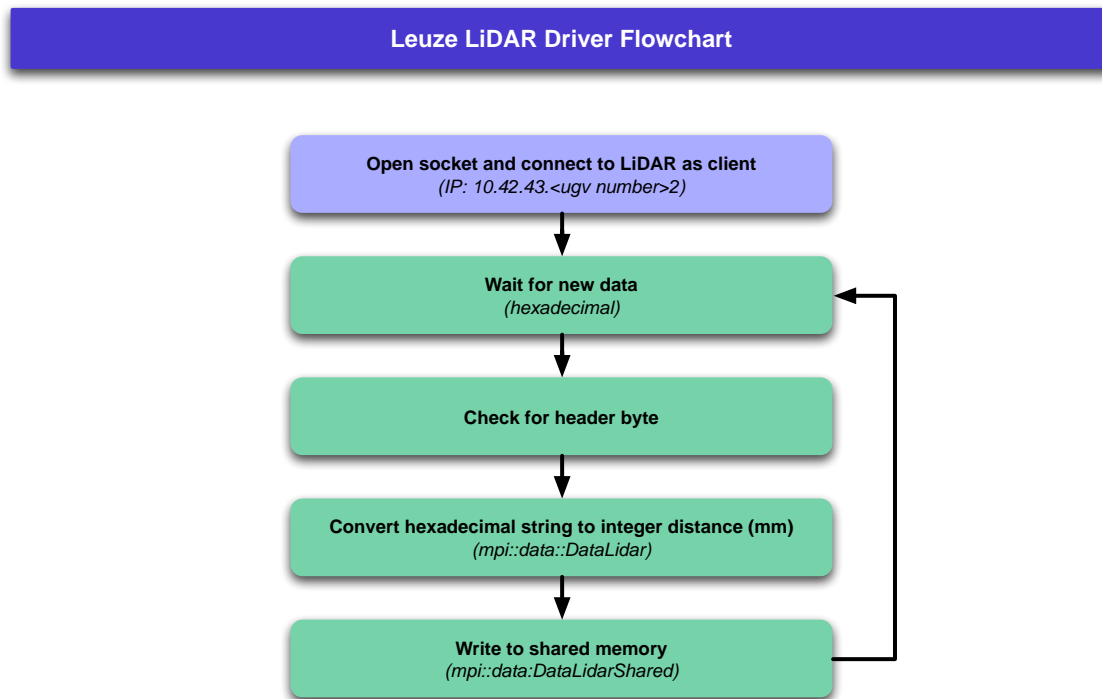 Leuze LiDAR Driver Flowchart
Open socket and connect to LiDAR as client
(IP: 10.42.43.<ugv number>2)
Wait for new data
(hexadecimal)
Check for header byte
Convert hexadecimal string to integer distance (mm)
(mpi::data::DataLidar)
Write to shared memory
(mpi::data:DataLidarShared)